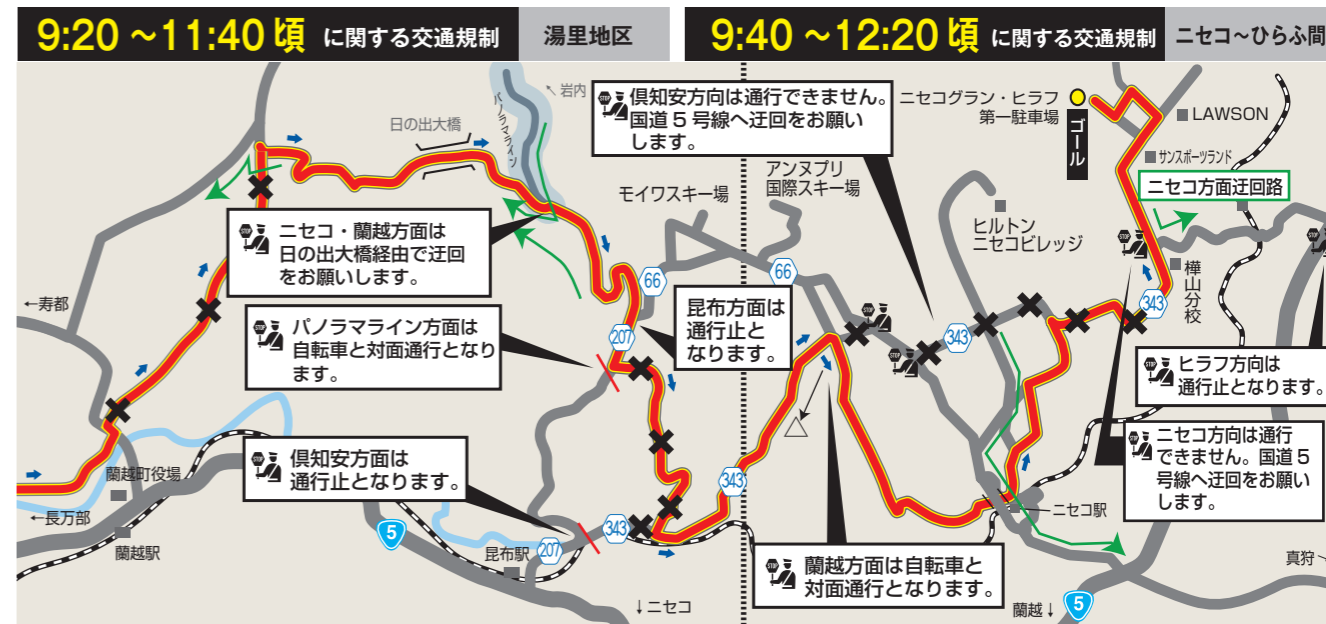 9:20 ~11:40 頃 に関する交通規制
湯里地区
9:40 ~12:20 頃 に関する交通規制
ニセコ~ひらふ間
↖岩内
パノラマライン
日の出大橋
倶知安方向は通行できません。
国道5号線へ迂回をお願い
します。
ニセコグラン・ヒラフ
第一駐車場
ゴール
LAWSON
サンスポーツランド
ニセコ方面迂回路
アンヌプリ
国際スキー場
モイワスキー場
ヒルトン
ニセコビレッジ
ニセコ・蘭越方面は
日の出大橋経由で迂回
をお願いします。
66
66
樺山分校
←寿都
昆布方面は
通行止と
なります。
343
343
207
パノラマライン方面は
自転車と対面通行となり
ます。
ヒラフ方向は
通行止となります。
倶知安方面は
通行止となります。
ニセコ方向は通行
できません。国道5
号線へ迂回をお願い
します。
蘭越町役場
343
←長万部
ニセコ駅
5
343
蘭越駅
昆布駅
207
蘭越方面は自転車と
対面通行となります。
真狩
↓ニセコ
蘭越↓
5
STOP
STOP
STOP
STOP
STOP
STOP
STOP
STOP
STOP
STOP